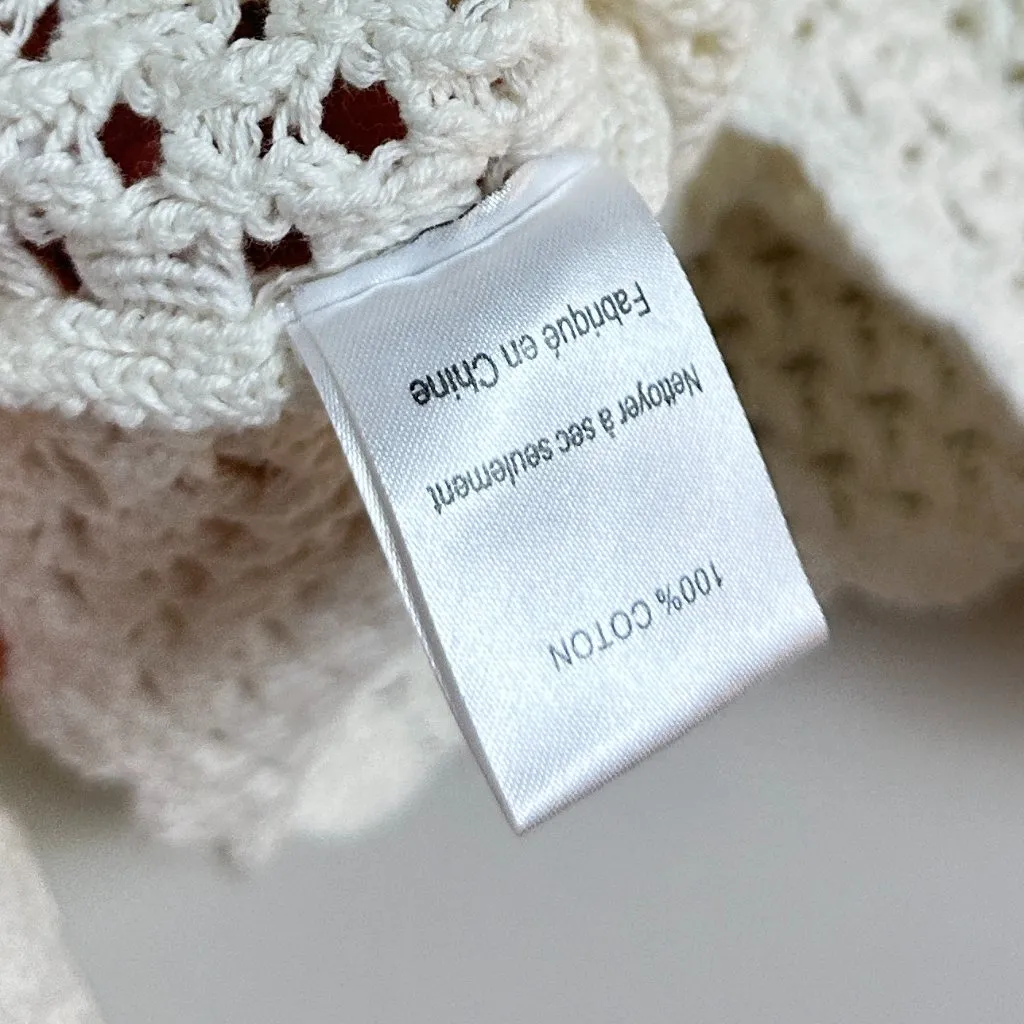 100% COTON
Nettoyer à sec seulement
Fabriqué en Chine